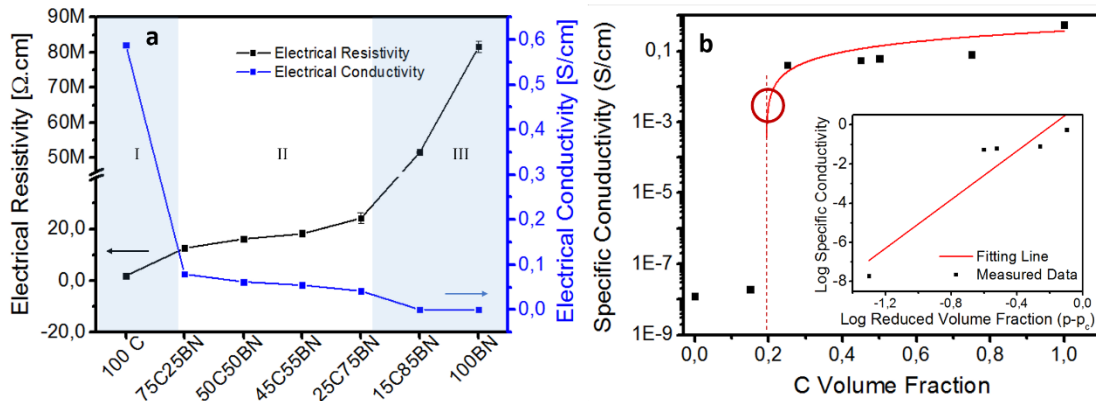 a
Electrical Resistivity
Electrical Conductivity
I
II
III
Electrical Resistivity [Ω.cm]
90M
80M
70M
60M
50M
20,0
0,0
-20,0
Electrical Conductivity [S/cm]
0,6
0,5
0,4
0,3
0,2
0,1
0,0
100 C
75C25BN
50C50BN
45C55BN
25C75BN
15C85BN
100BN
b
Specific Conuductivity (S/cm)
0,1
1E-3
1E-5
1E-7
1E-9
0,0 0,2 0,4 0,6 0,8 1,0
C Volume Fraction
Log Specific Conductivity
0
-2
-4
-6
-8
Fitting Line
Measured Data
-1,2 -0,8 -0,4 0,0
Log Reduced Volume Fraction (p-pc)